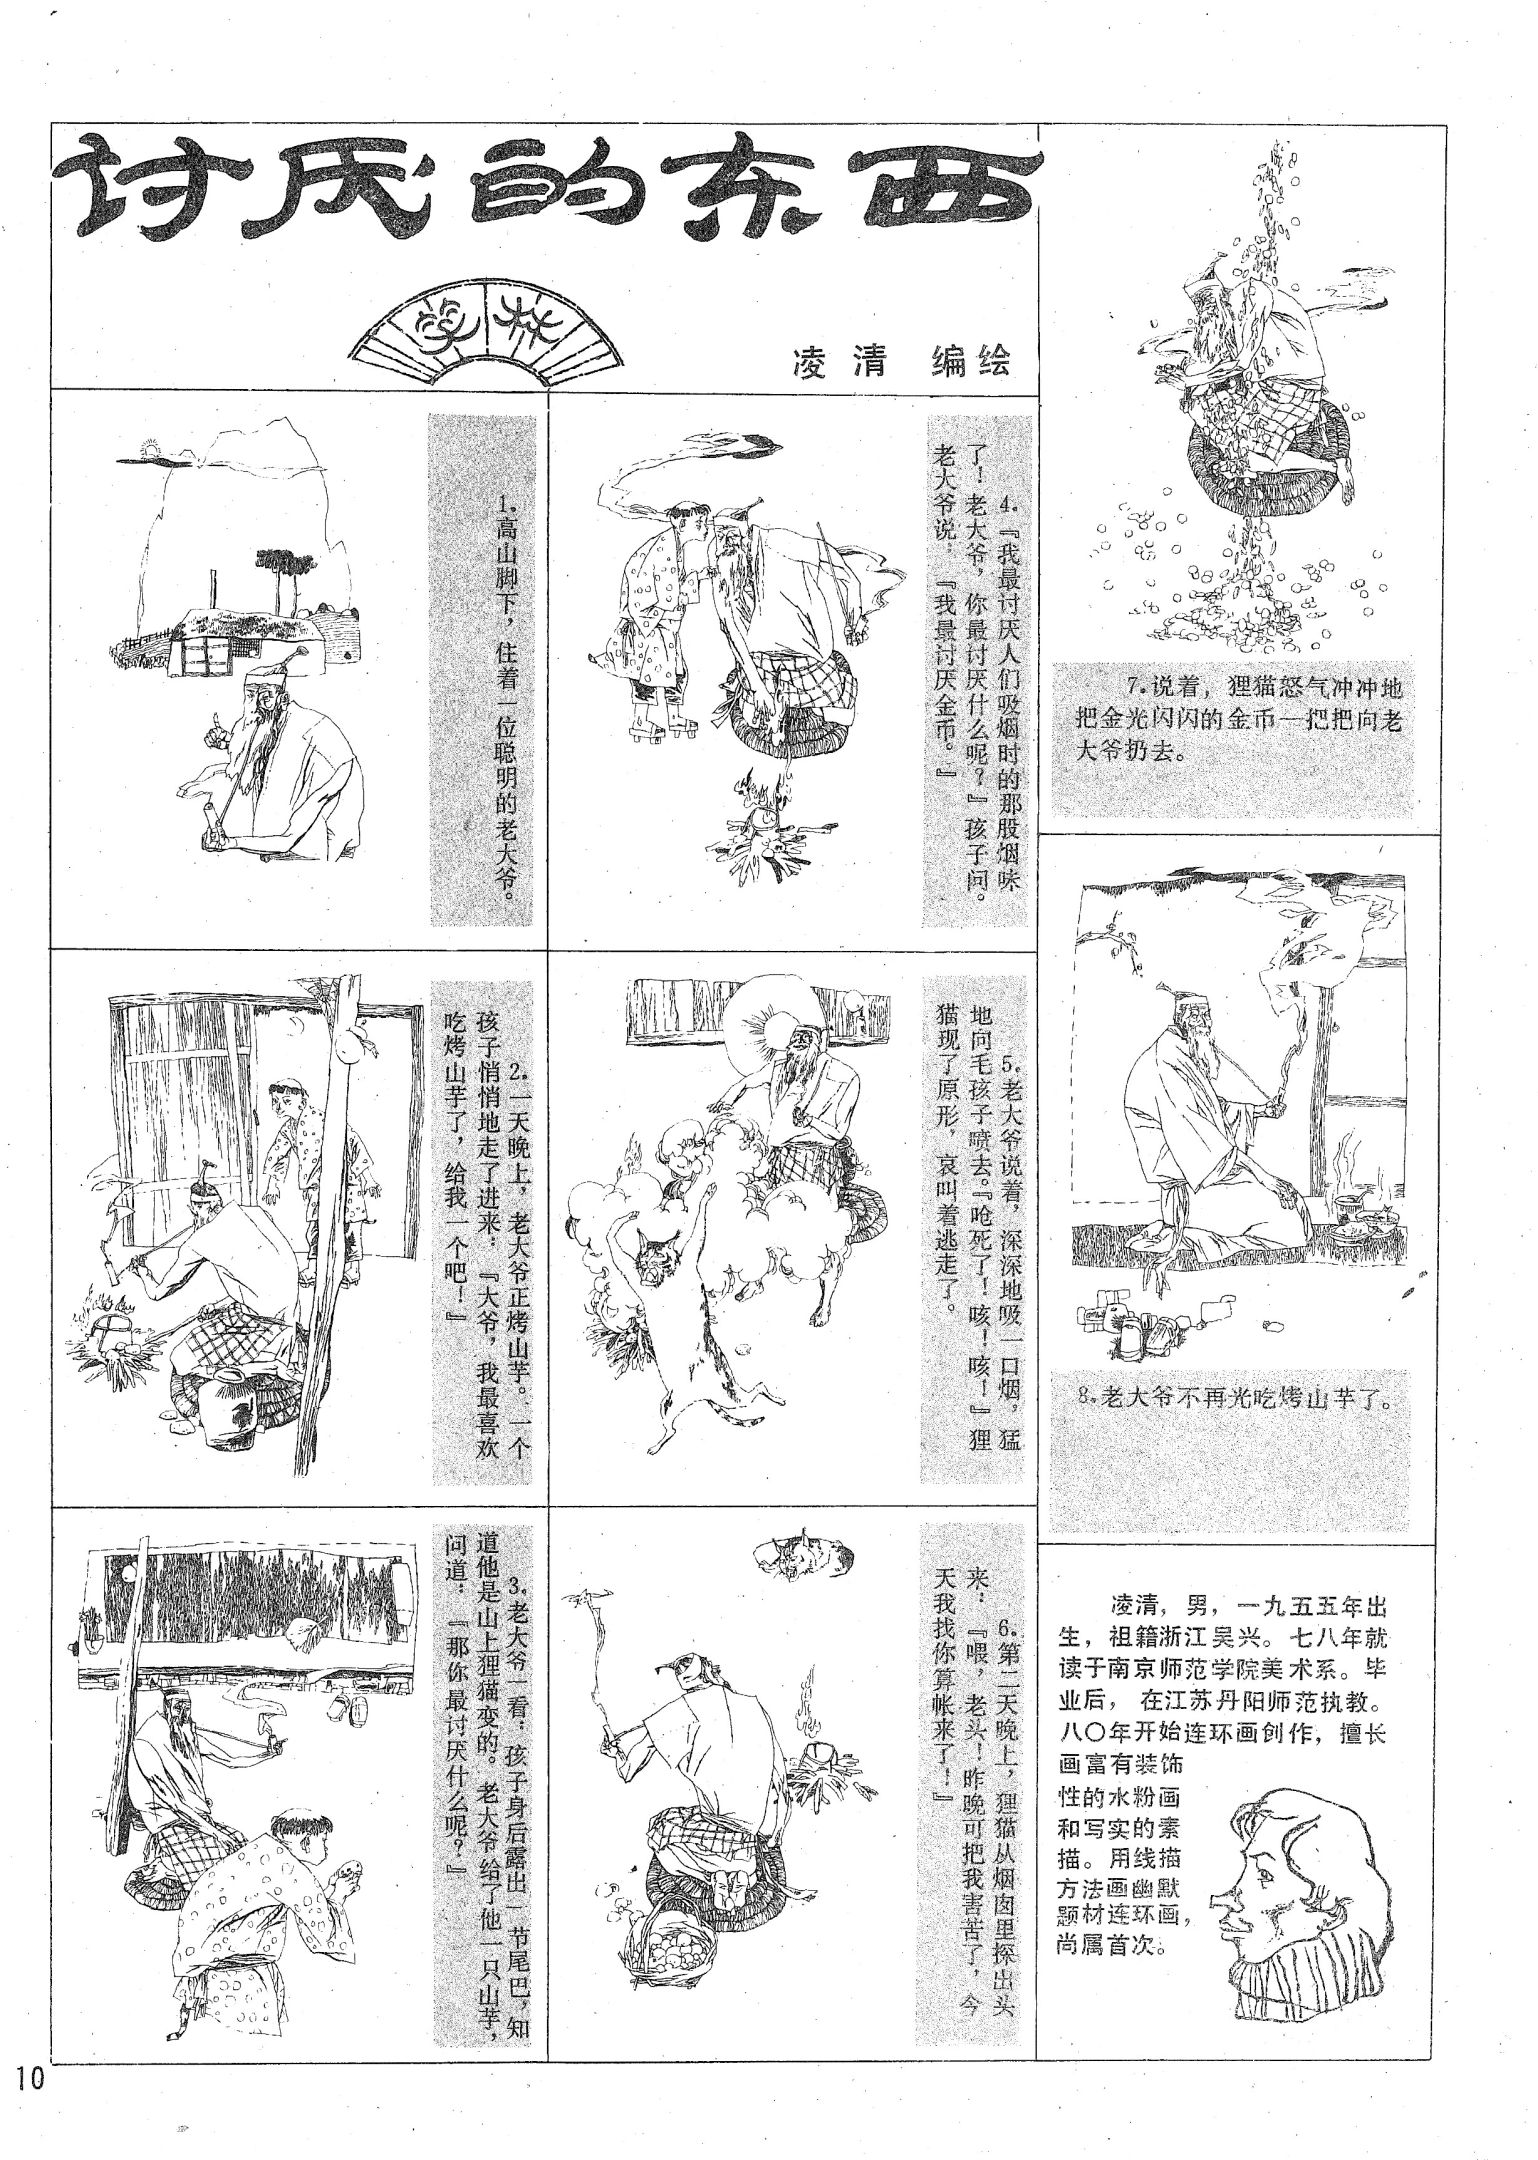 讨厌的东西
笑林
凌清 编绘
1.高山脚下，住着一位聪明的老大爷。
2.一天晚上，老大爷正烤山芋。一个
孩子悄悄地走了进来：『大爷，我最喜欢
吃烤山芋了，给我一个吧！』
3.老大爷一看：孩子身后露出一节尾巴，知
道他是山上狸猫变的。老大爷给了他一只山芋，
问道：『那你最讨厌什么呢？』
4.『我最讨厌人们吸烟时的那股烟味
了！老大爷，你最讨厌什么呢？』孩子问。
老大爷说：『我最讨厌金币。』
5.老大爷说着，深深地吸一口烟，猛
地向毛孩子喷去。『呛死了！咳！咳！』狸
猫现了原形，哀叫着逃走了。
6.第二天晚上，狸猫从烟囱里探出头
来：『喂，老头！昨晚可把我害苦了，今
天我找你算帐来了！』
7.说着，狸猫怒气冲冲地
把金光闪闪的金币一把把向老
大爷扔去。
8.老大爷不再光吃烤山芋了。
凌清，男，一九五五年出
生，祖籍浙江吴兴。七八年就
读于南京师范学院美术系。毕
业后，在江苏丹阳师范执教。
八〇年开始连环画创作，擅长
画富有装饰
性的水粉画
和写实的素
描。用线描
方法画幽默
题材连环画，
尚属首次。
10